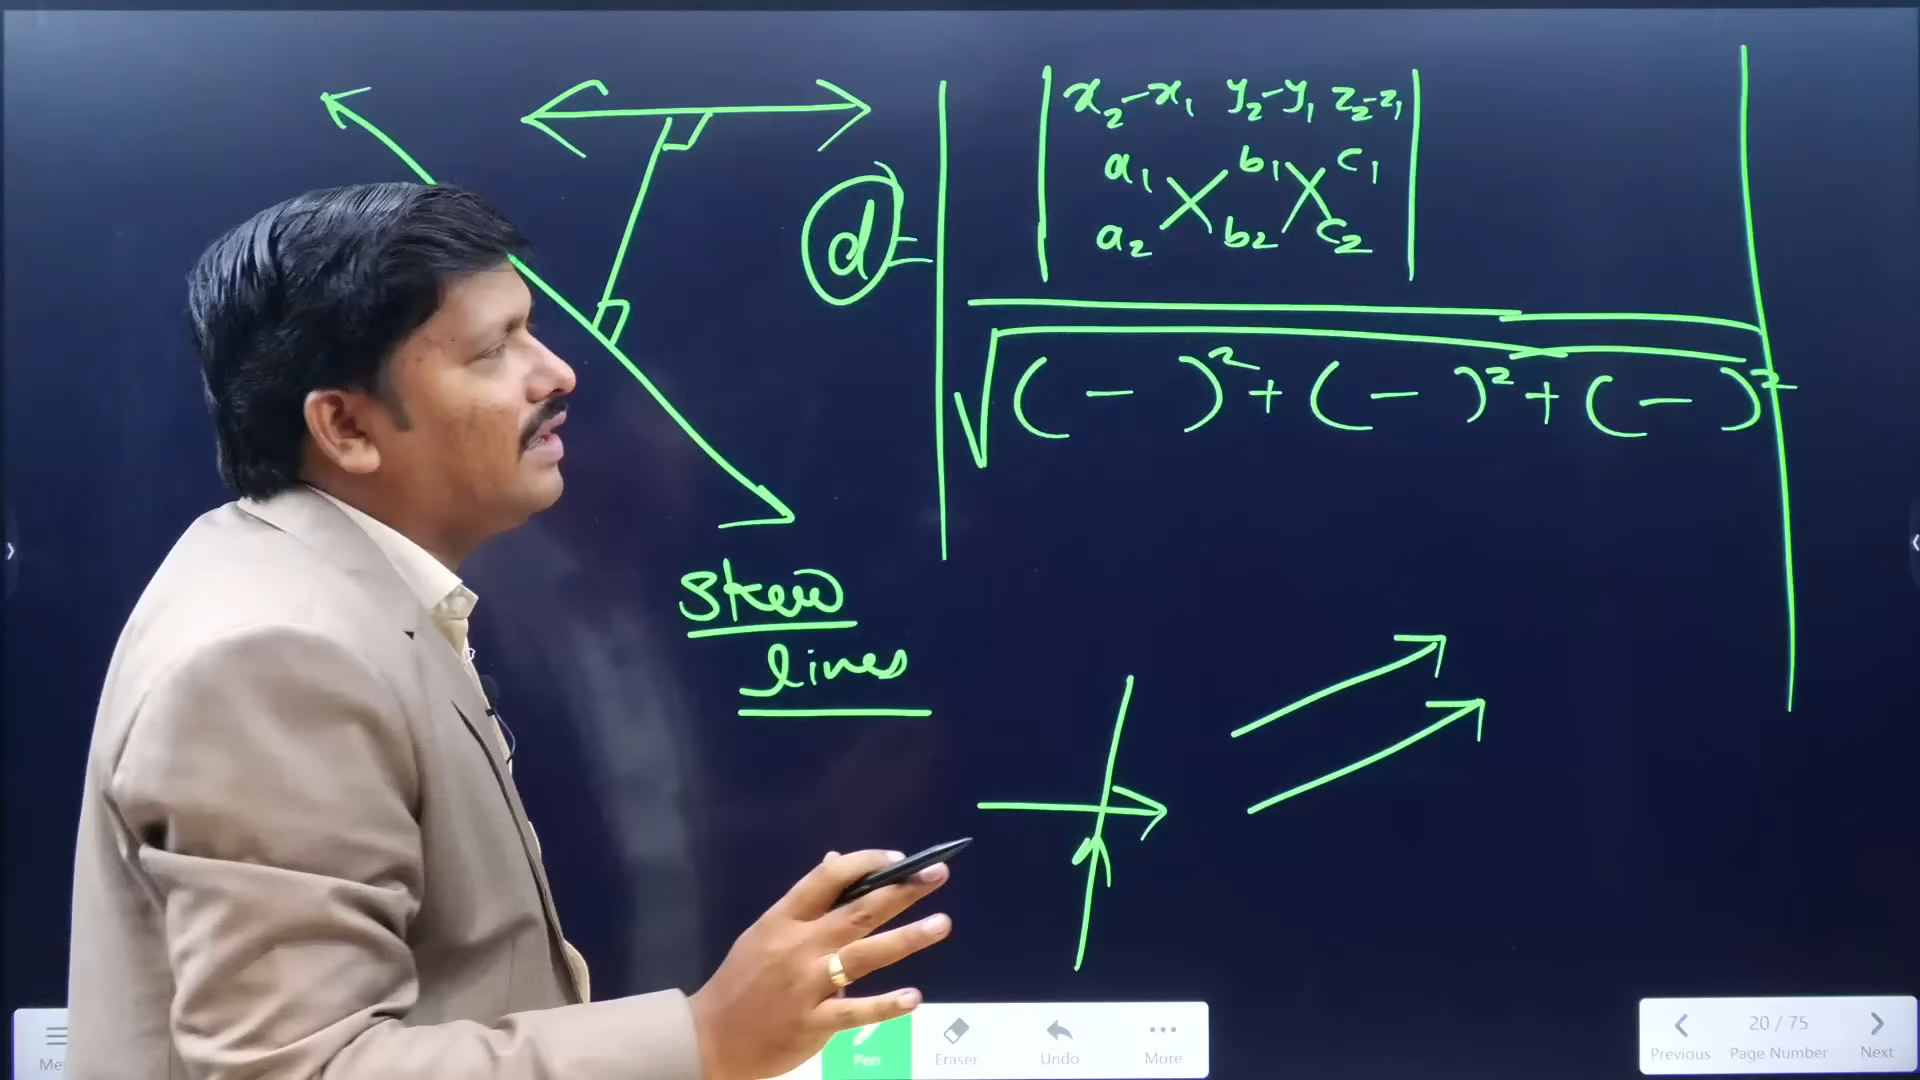 x₂-x₁ y₂-y₁ z₂-z₁
a₁ b₁ c₁
a₂ b₂ c₂
d =
√( - )² + ( - )² + ( - )²
Skew
lines
Me
Pen
Eraser
Undo
More
20 / 75
Previous Page Number Next